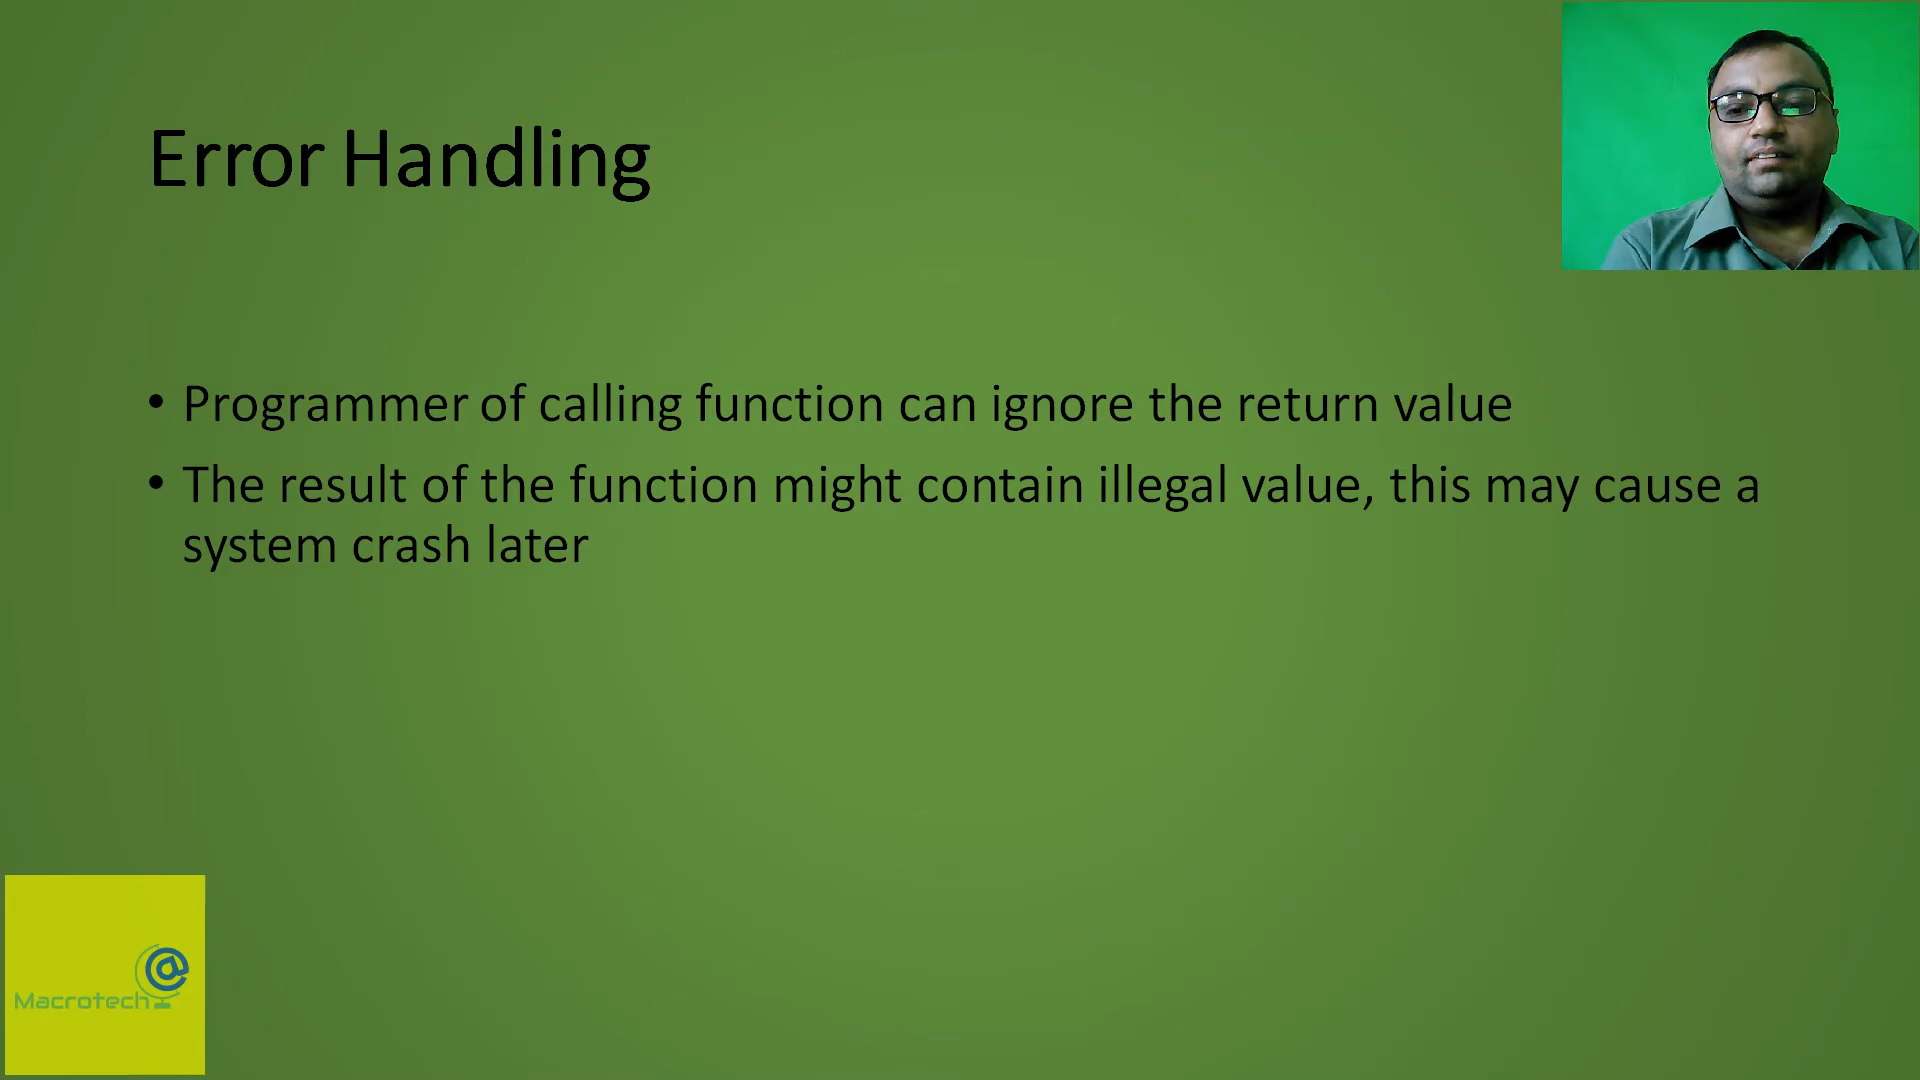 Error Handling
• Programmer of calling function can ignore the return value
• The result of the function might contain illegal value, this may cause a
system crash later
Macrotech